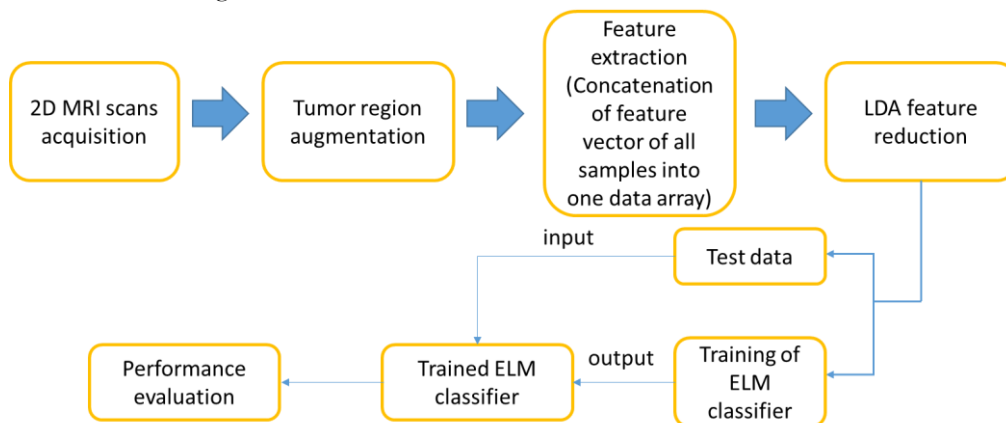 2D MRI scans
acquisition
Tumor region
augmentation
Feature
extraction
(Concatenation
of feature
vector of all
samples into
one data array)
LDA feature
reduction
input
Test data
Performance
evaluation
Trained ELM
classifier
output
Training of
ELM
classifier